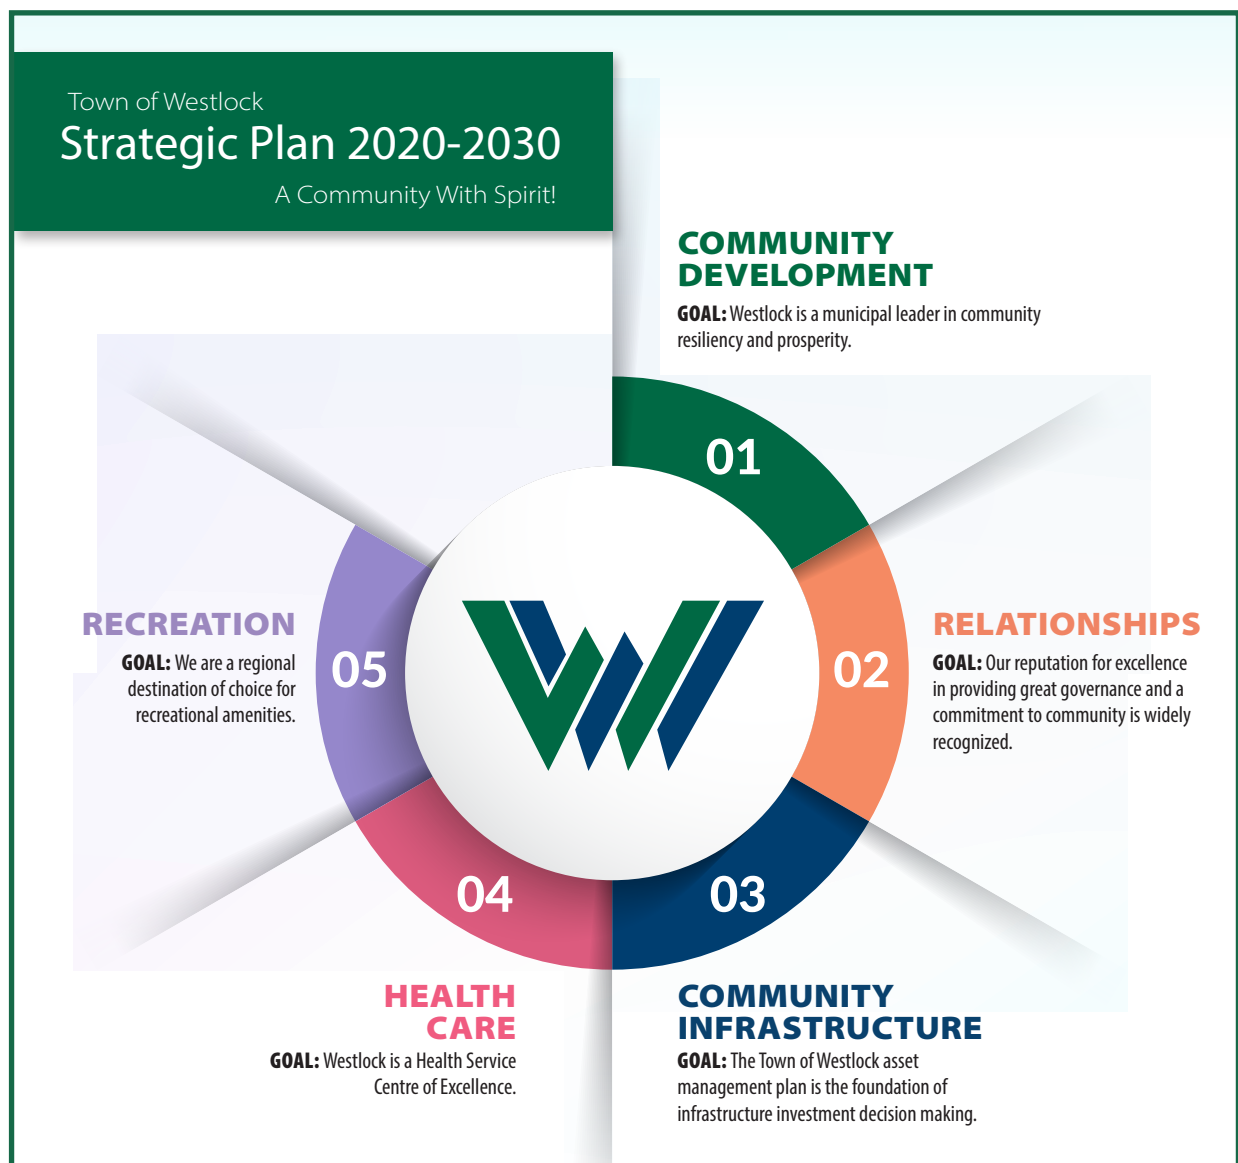 Town of Westlock
Strategic Plan 2020-2030
A Community With Spirit!
COMMUNITY
DEVELOPMENT
GOAL: Westlock is a municipal leader in community
resiliency and prosperity.
01
02
RELATIONSHIPS
GOAL: Our reputation for excellence
in providing great governance and a
commitment to community is widely
recognized.
03
COMMUNITY
INFRASTRUCTURE
GOAL: The Town of Westlock asset
management plan is the foundation of
infrastructure investment decision making.
04
HEALTH
CARE
GOAL: Westlock is a Health Service
Centre of Excellence.
05
RECREATION
GOAL: We are a regional
destination of choice for
recreational amenities.